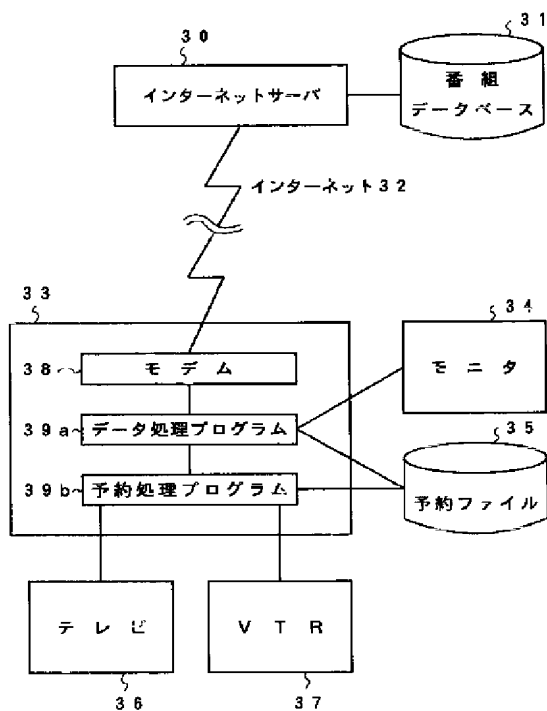 30
31
インターネットサーバ
番組
データベース
インターネット32
33
34
38
モデム
モニタ
39a
データ処理プログラム
35
39b
予約処理プログラム
予約ファイル
テレビ
VTR
36
37